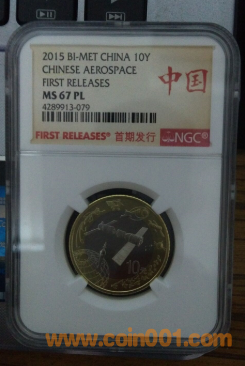 2015 BI-MET CHINA 10Y
CHINESE AEROSPACE
FIRST RELEASES
MS 67 PL
4289913-079
中国
FIRST RELEASES® 首期发行 NGC®
10
www.coin001.com